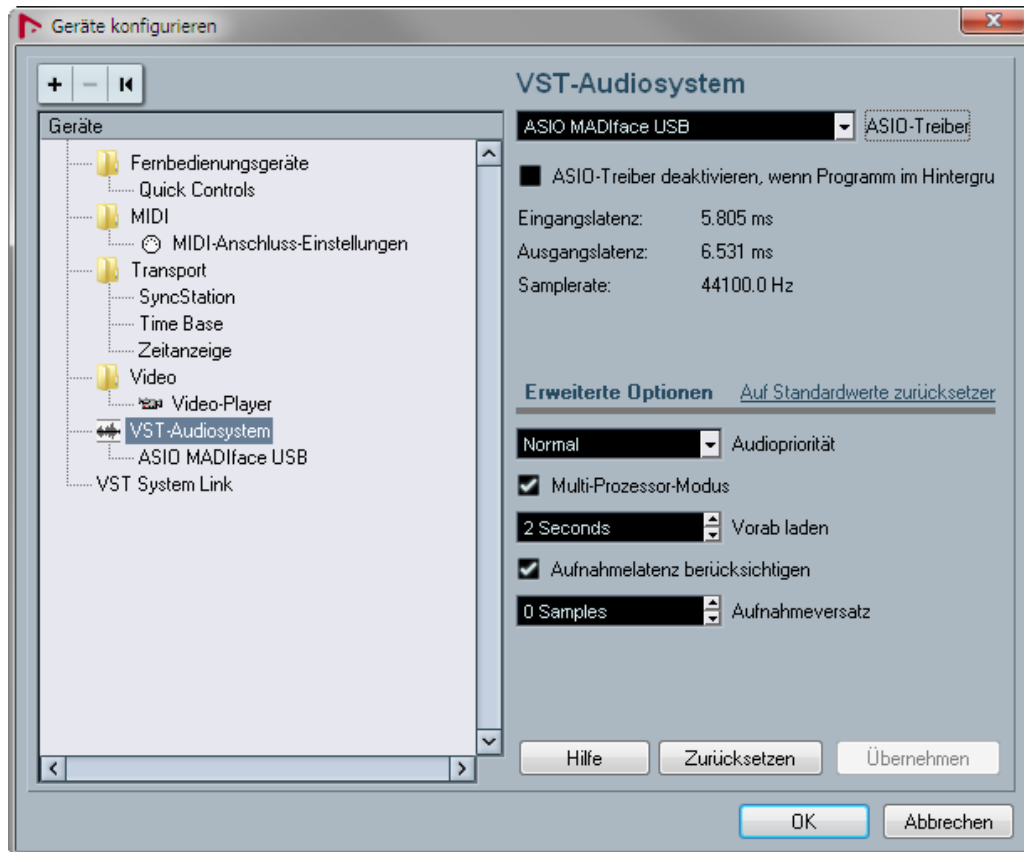 Geräte konfigurieren
Geräte
Fernbedienungsgeräte
Quick Controls
MIDI
MIDI-Anschluss-Einstellungen
Transport
SyncStation
Time Base
Zeitanzeige
Video
Video-Player
VST-Audiosystem
ASIO MADIface USB
VST System Link
VST-Audiosystem
ASIO MADIface USB ASIO-Treiber
ASIO-Treiber deaktivieren, wenn Programm im Hintergru
Eingangslatenz: 5.805 ms
Ausgangslatenz: 6.531 ms
Samplerate: 44100.0 Hz
Erweiterte Optionen Auf Standardwerte zurücksetzer
Normal Audiopriorität
Multi-Prozessor-Modus
2 Seconds Vorab laden
Aufnahmelatenz berücksichtigen
0 Samples Aufnahmeversatz
Hilfe Zurücksetzen Übernehmen
OK Abbrechen